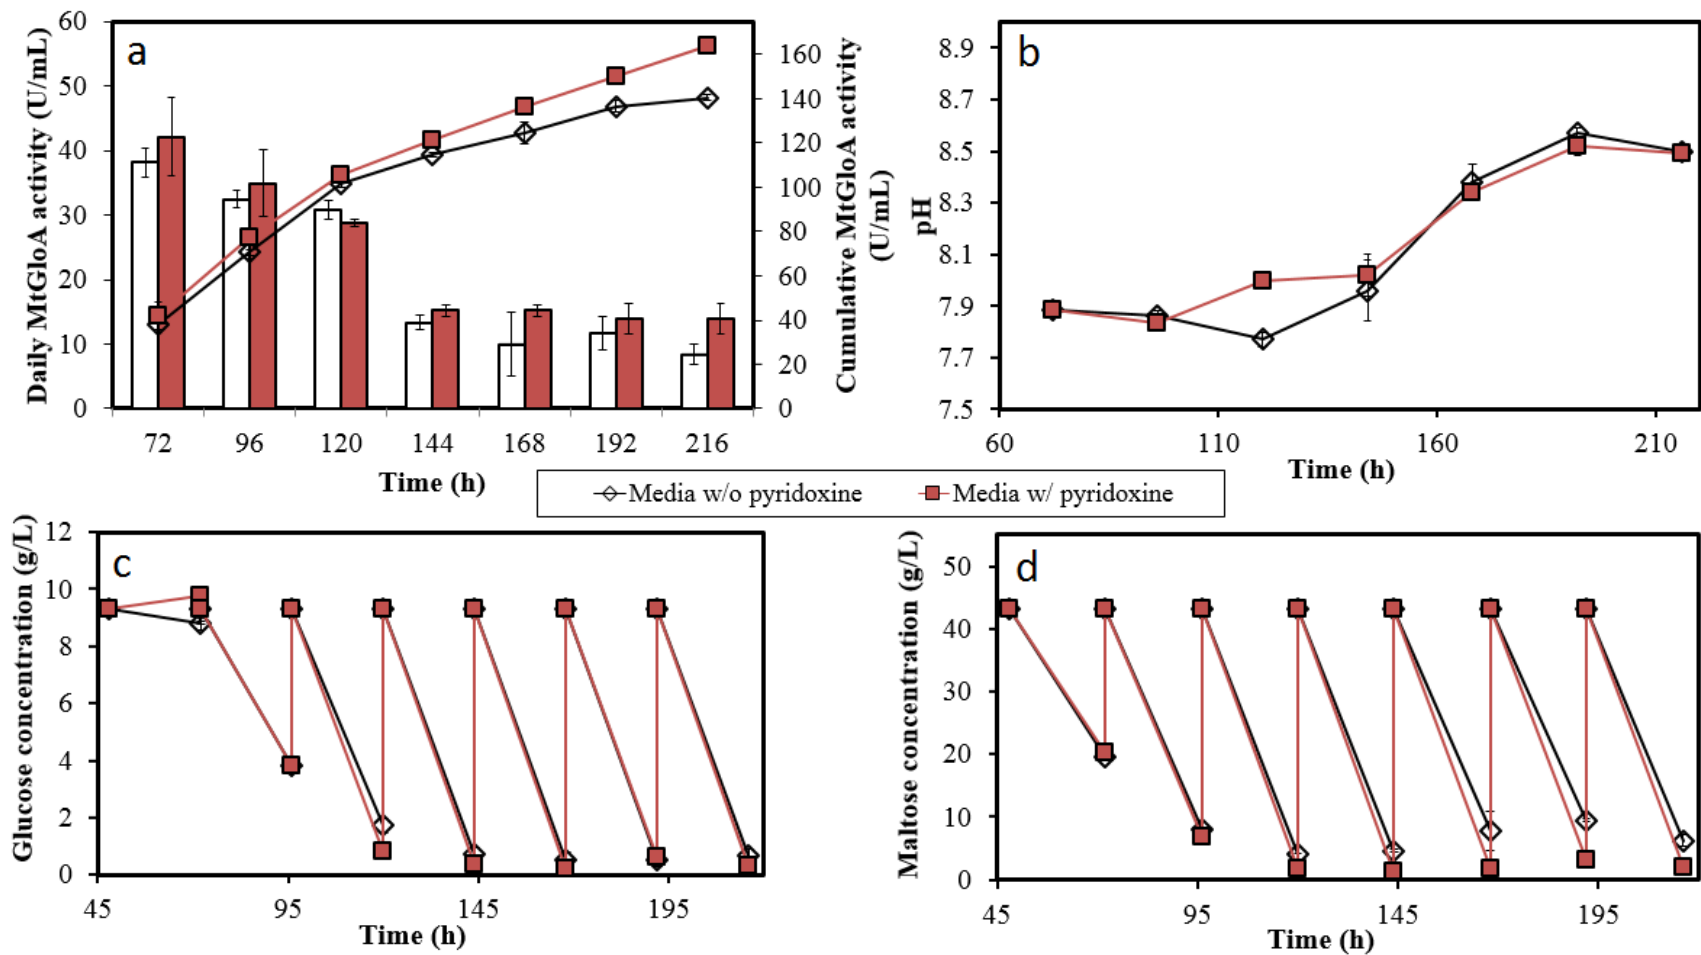 a
Daily MtGloA activity (U/mL)
60
50
40
30
20
10
0
72 96 120 144 168 192 216
Time (h)
160
140
120
100
80
60
40
20
0
Cumulative MtGloA activity
(U/mL)
b
pH
8.9
8.7
8.5
8.3
8.1
7.9
7.7
7.5
60 110 160 210
Time (h)
Media w/o pyridoxine Media w/ pyridoxine
c
Glucose concentration (g/L)
12
10
8
6
4
2
0
45 95 145 195
Time (h)
d
Maltose concentration (g/L)
50
40
30
20
10
0
45 95 145 195
Time (h)